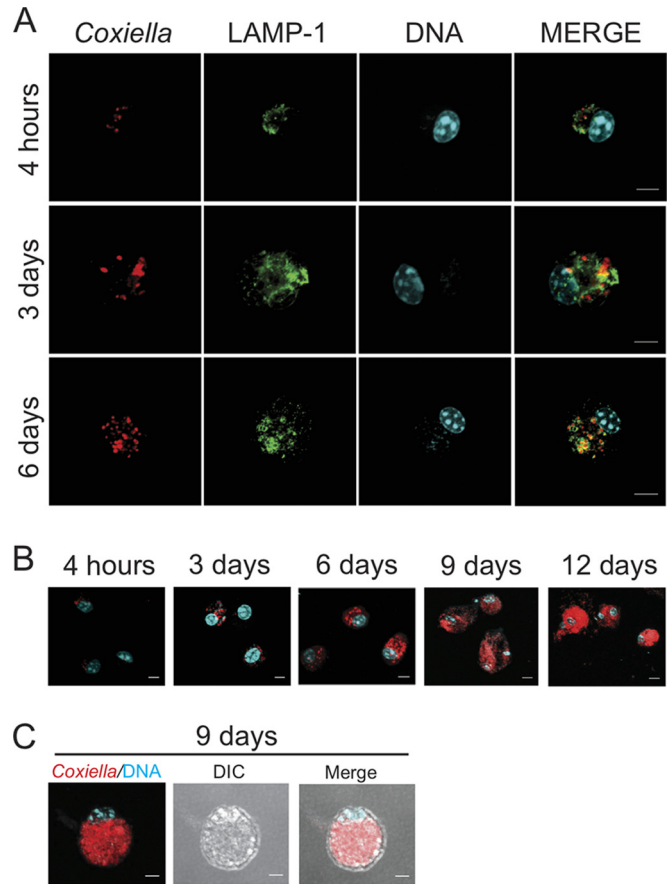 A
Coxiella LAMP-1 DNA MERGE
4 hours
3 days
6 days
B
4 hours 3 days 6 days 9 days 12 days
C
9 days
Coxiella/DNA DIC Merge